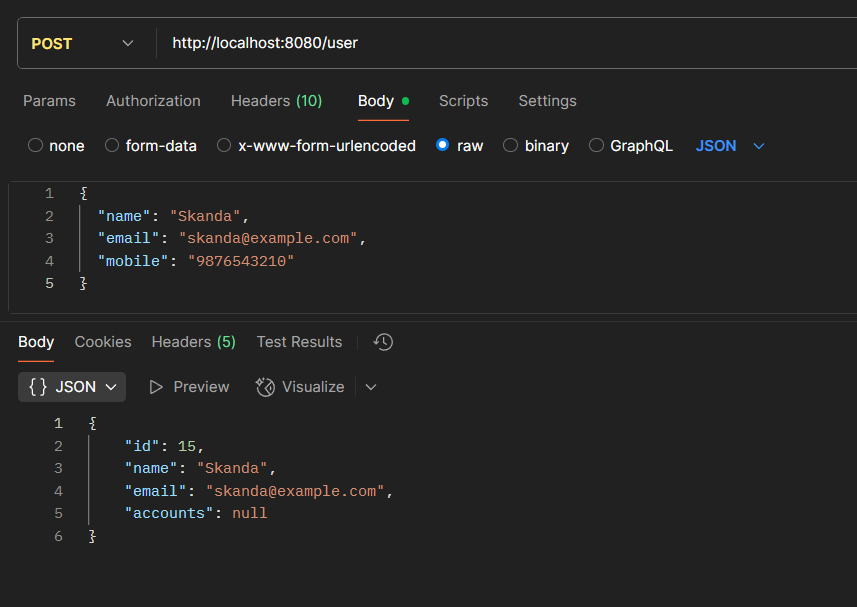 POST http://localhost:8080/user
Params Authorization Headers (10) Body Scripts Settings
none form-data x-www-form-urlencoded raw binary GraphQL JSON
1 {
2 "name": "Skanda",
3 "email": "skanda@example.com",
4 "mobile": "9876543210"
5 }
Body Cookies Headers (5) Test Results
{} JSON Preview Visualize
1 {
2 "id": 15,
3 "name": "Skanda",
4 "email": "skanda@example.com",
5 "accounts": null
6 }